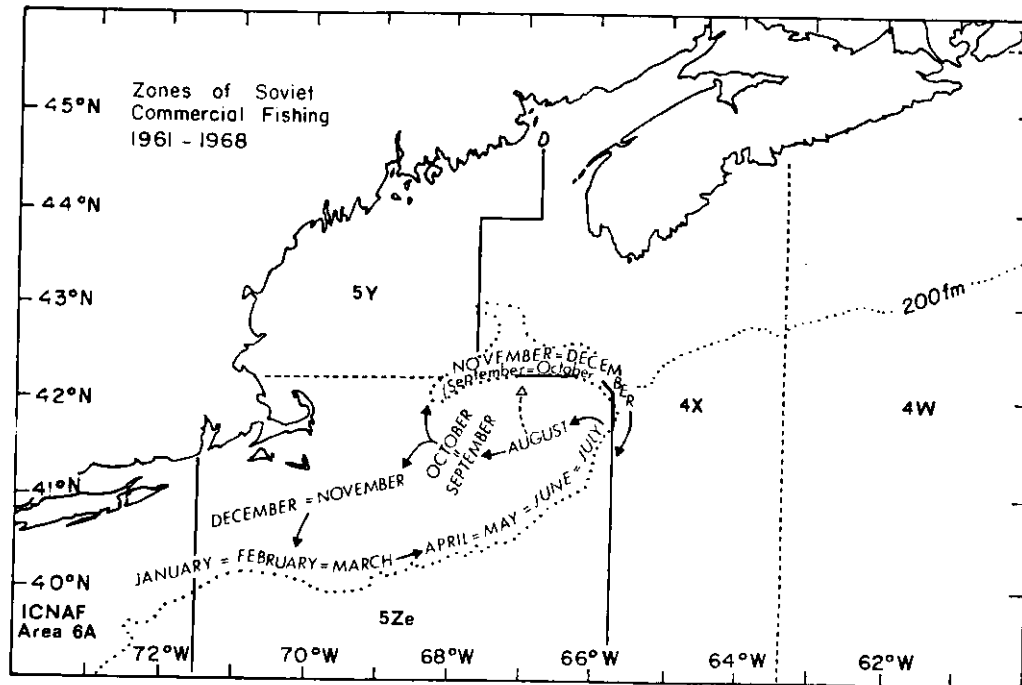 Zones of Soviet
Commercial Fishing
1961 - 1968
45°N
44°N
43°N
42°N
41°N
40°N
5Y
200fm
NOVEMBER=DECEMBER
(September=October
4X
4W
OCTOBER
=
SEPTEMBER
AUGUST
DECEMBER = NOVEMBER
JANUARY = FEBRUARY = MARCH
APRIL = MAY = JUNE = JULY
ICNAF
Area 6A
5Ze
72°W
70°W
68°W
66°W
64°W
62°W